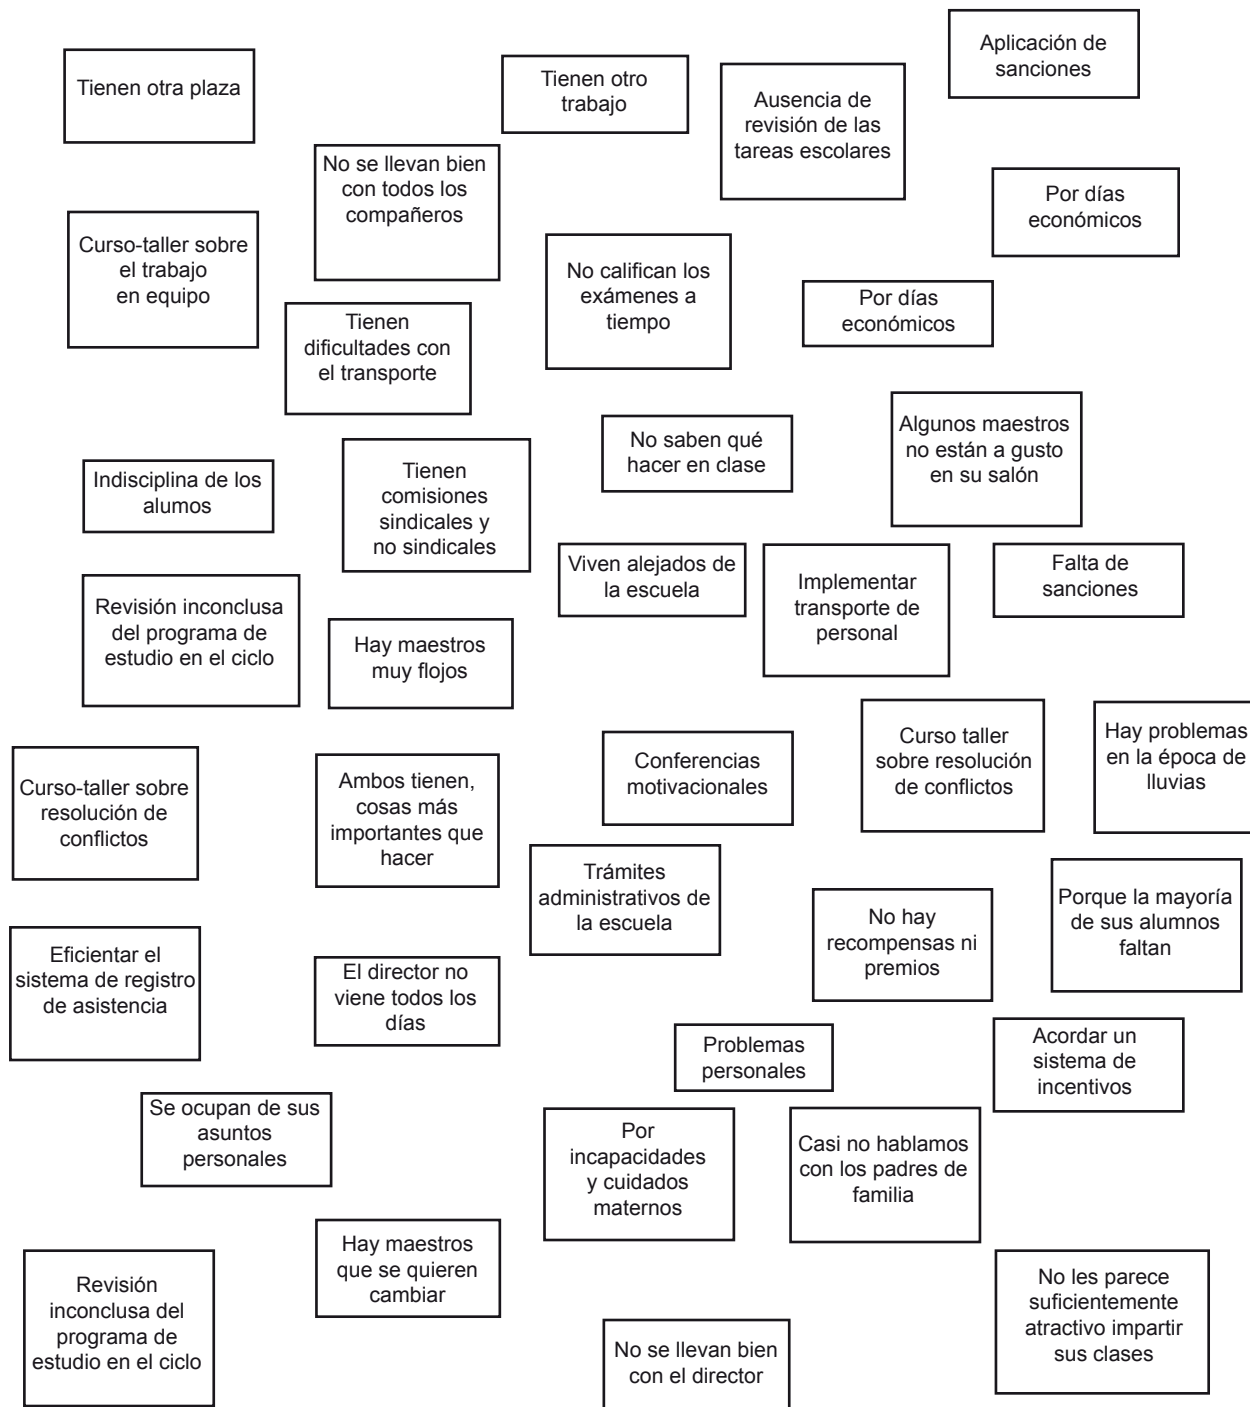 Aplicación de
sanciones
Tienen otra plaza
Tienen otro
trabajo
Ausencia de
revisión de las
tareas escolares
No se llevan bien
con todos los
compañeros
Por días
económicos
Curso-taller sobre
el trabajo
en equipo
No califican los
exámenes a
tiempo
Por días
económicos
Tienen
dificultades con
el transporte
Algunos maestros
no están a gusto
en su salón
No saben qué
hacer en clase
Indisciplina de los
alumos
Tienen
comisiones
sindicales y
no sindicales
Viven alejados de
la escuela
Implementar
transporte de
personal
Falta de
sanciones
Revisión inconclusa
del programa de
estudio en el ciclo
Hay maestros
muy flojos
Curso taller
sobre resolución
de conflictos
Hay problemas
en la época de
lluvias
Curso-taller sobre
resolución de
conflictos
Ambos tienen,
cosas más
importantes que
hacer
Conferencias
motivacionales
Trámites
administrativos de
la escuela
Porque la mayoría
de sus alumnos
faltan
No hay
recompensas ni
premios
Eficientar el
sistema de registro
de asistencia
El director no
viene todos los
días
Problemas
personales
Acordar un
sistema de
incentivos
Se ocupan de sus
asuntos
personales
Por
incapacidades
y cuidados
maternos
Casi no hablamos
con los padres de
familia
Hay maestros
que se quieren
cambiar
Revisión
inconclusa del
programa de
estudio en el ciclo
No les parece
suficientemente
atractivo impartir
sus clases
No se llevan bien
con el director